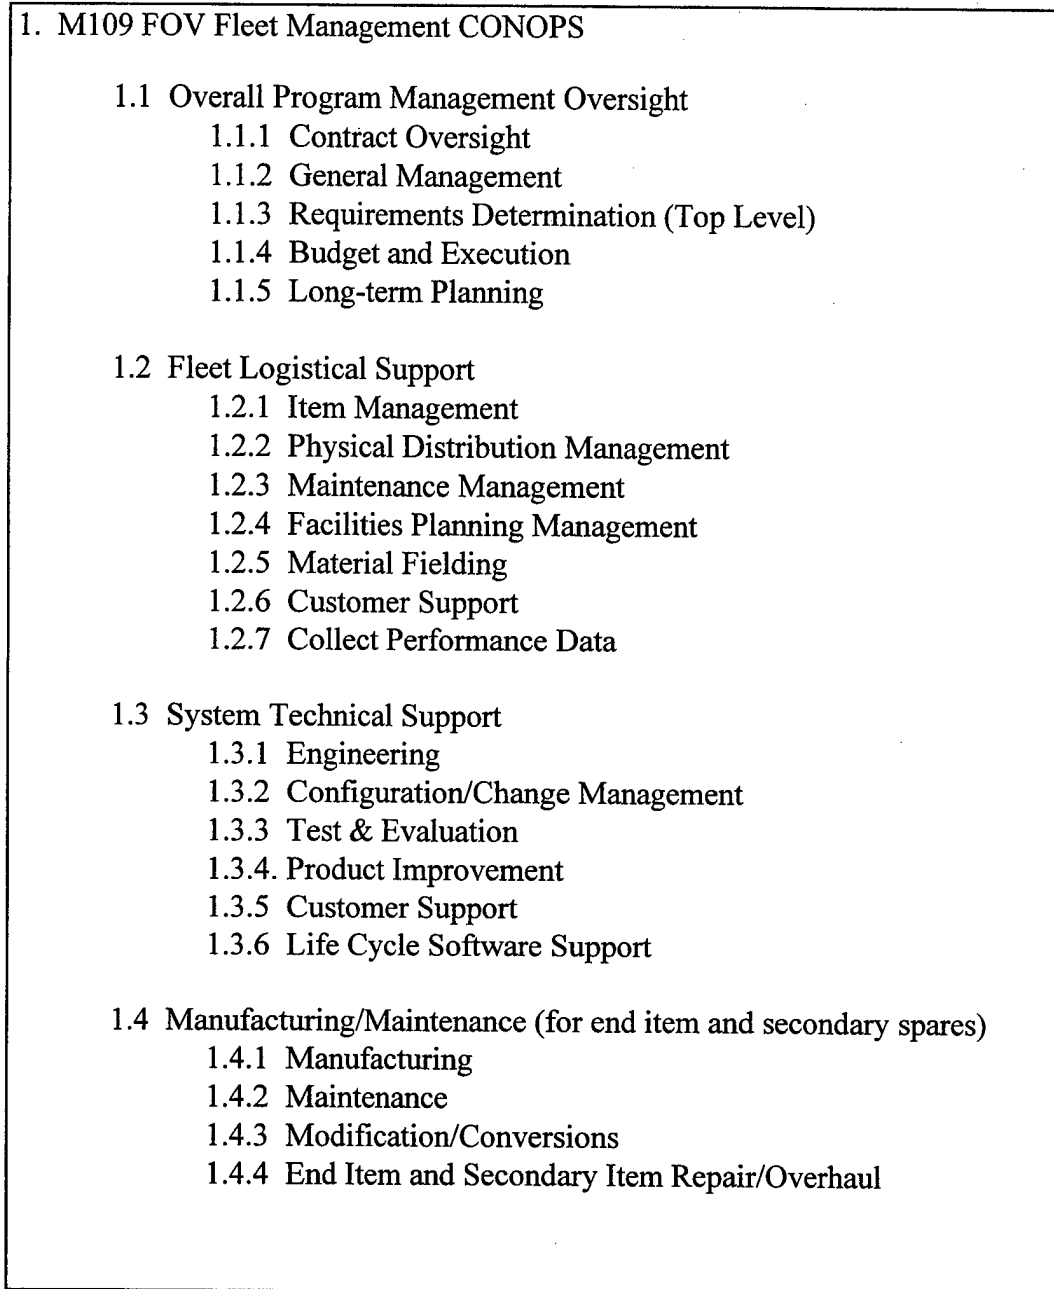 1. M109 FOV Fleet Management CONOPS
1.1 Overall Program Management Oversight
1.1.1 Contract Oversight
1.1.2 General Management
1.1.3 Requirements Determination (Top Level)
1.1.4 Budget and Execution
1.1.5 Long-term Planning
1.2 Fleet Logistical Support
1.2.1 Item Management
1.2.2 Physical Distribution Management
1.2.3 Maintenance Management
1.2.4 Facilities Planning Management
1.2.5 Material Fielding
1.2.6 Customer Support
1.2.7 Collect Performance Data
1.3 System Technical Support
1.3.1 Engineering
1.3.2 Configuration/Change Management
1.3.3 Test & Evaluation
1.3.4. Product Improvement
1.3.5 Customer Support
1.3.6 Life Cycle Software Support
1.4 Manufacturing/Maintenance (for end item and secondary spares)
1.4.1 Manufacturing
1.4.2 Maintenance
1.4.3 Modification/Conversions
1.4.4 End Item and Secondary Item Repair/Overhaul